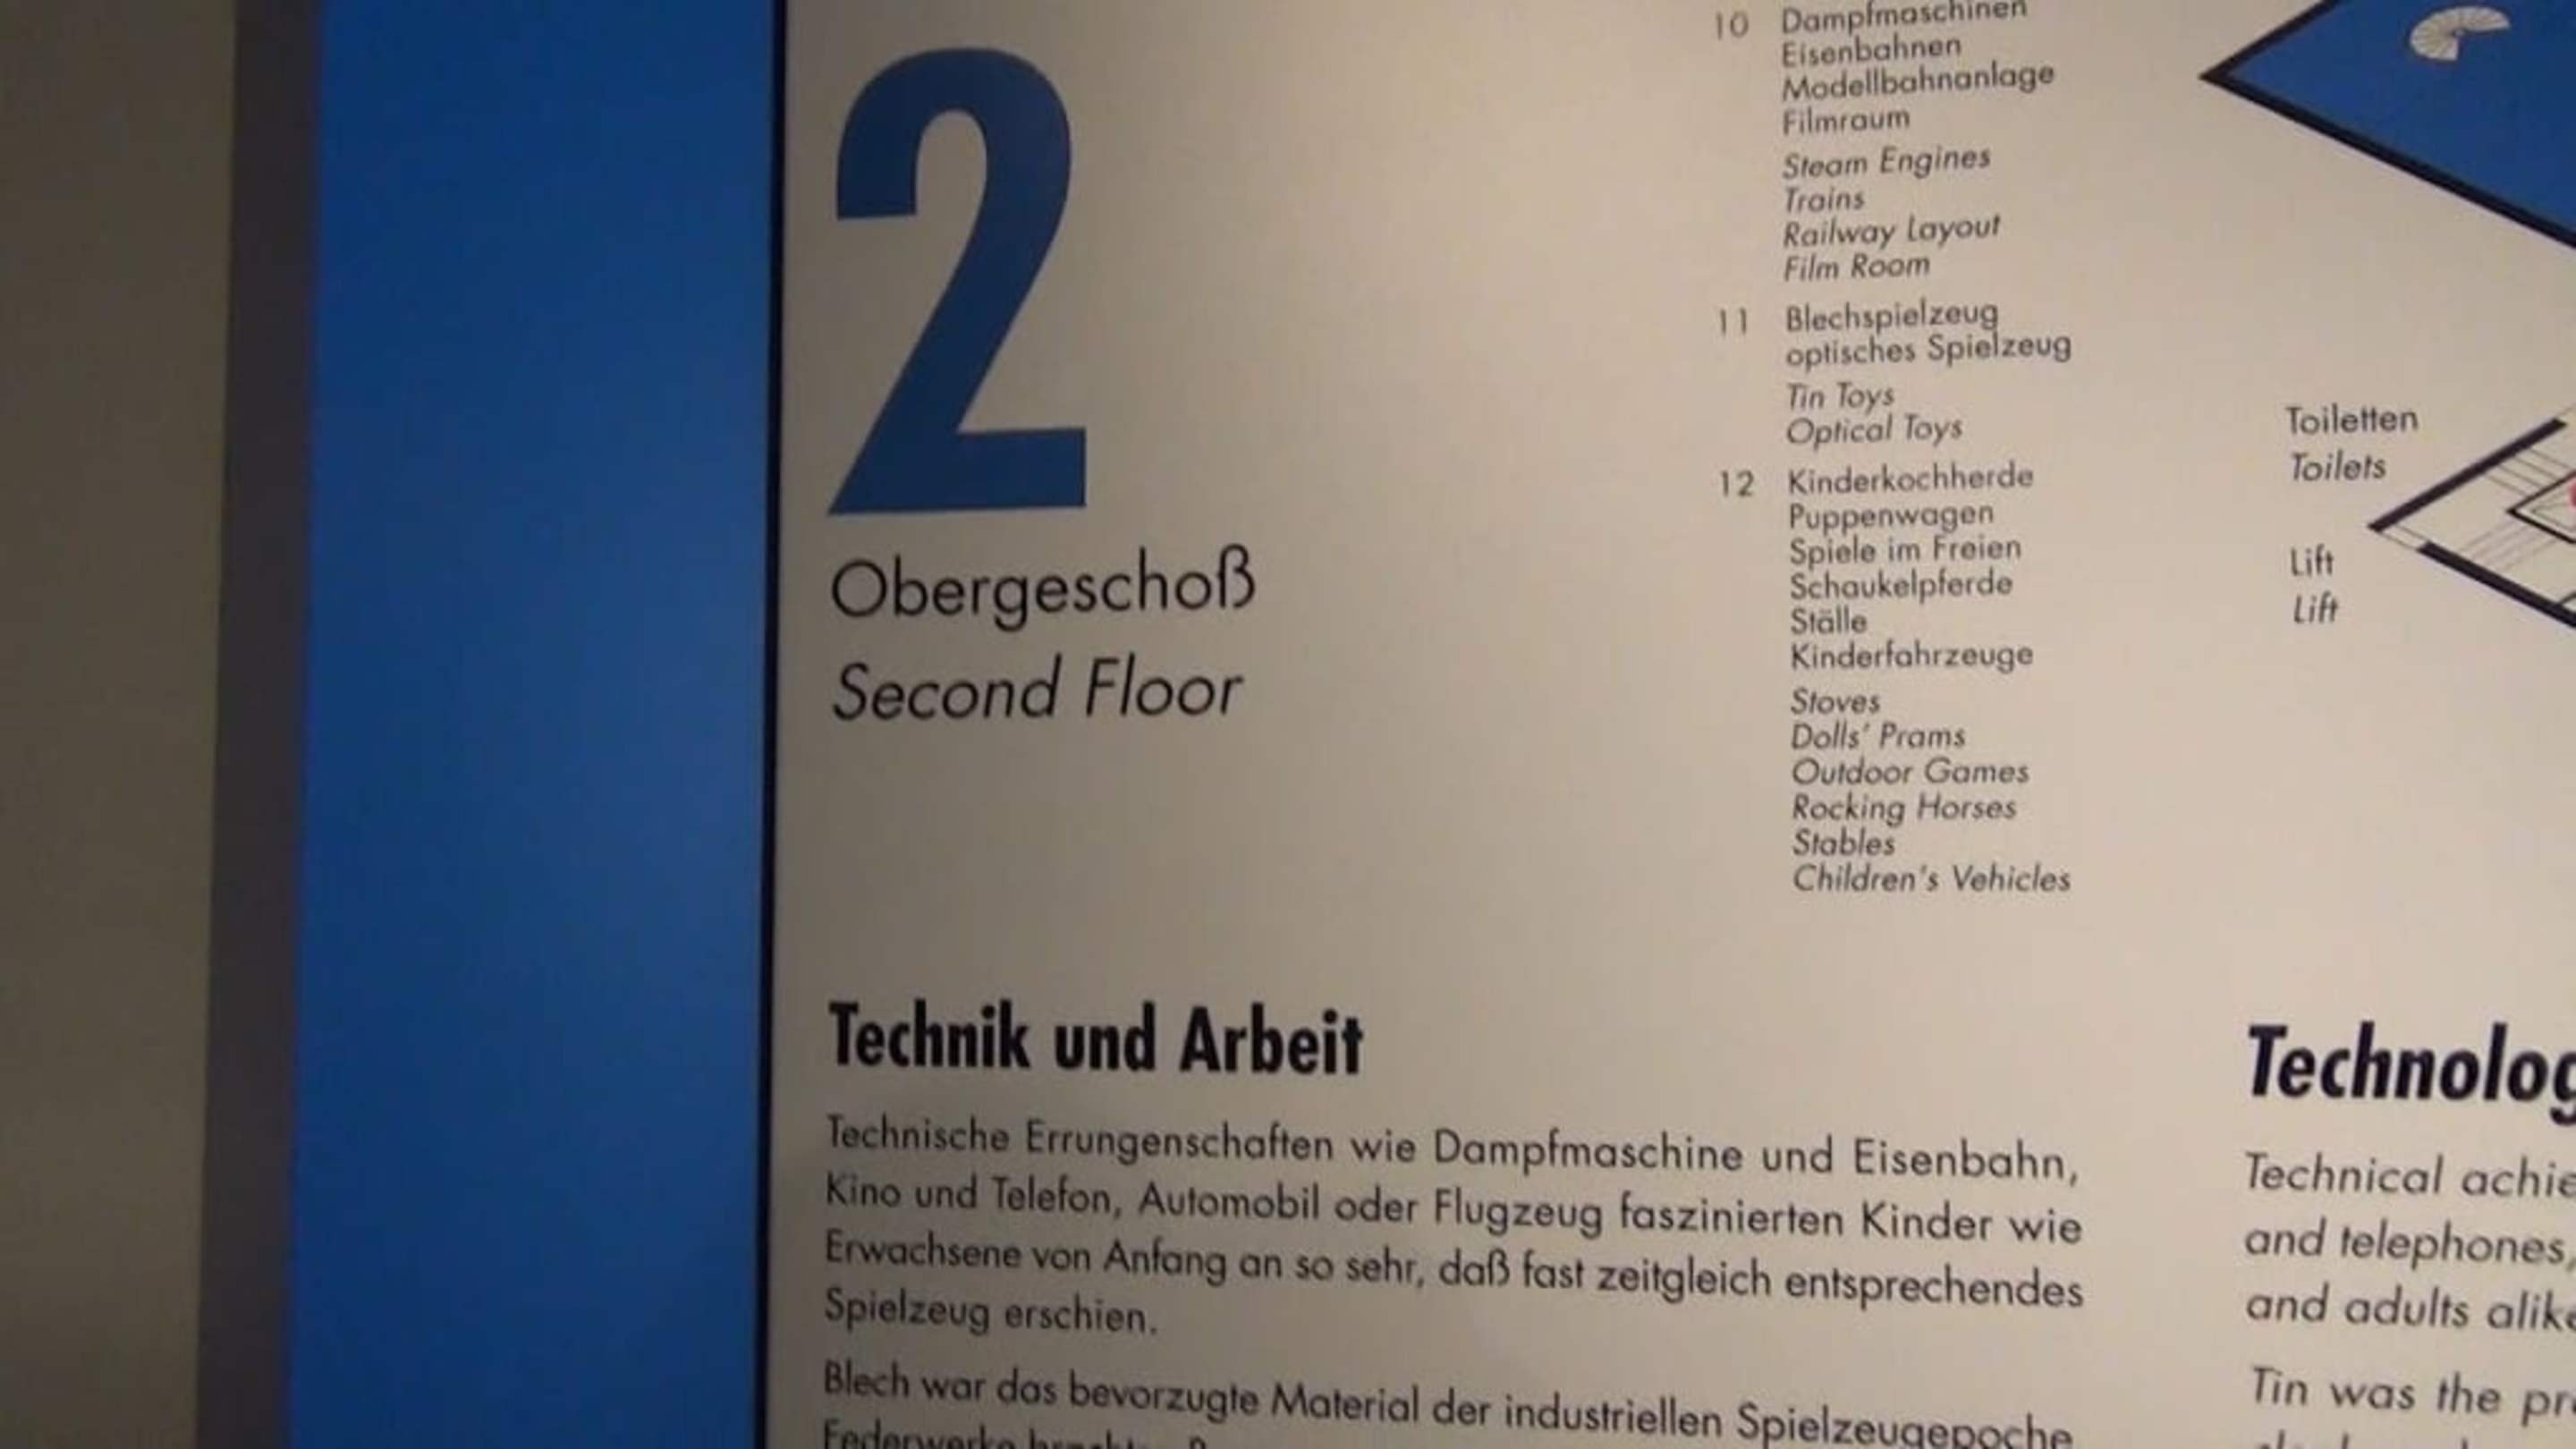 2
Obergeschoß
Second Floor
10 Dampfmaschinen
Eisenbahnen
Modellbahnanlage
Filmraum
Steam Engines
Trains
Railway Layout
Film Room
11 Blechspielzeug
optisches Spielzeug
Tin Toys
Optical Toys
12 Kinderkochherde
Puppenwagen
Spiele im Freien
Schaukelpferde
Ställe
Kinderfahrzeuge
Stoves
Dolls' Prams
Outdoor Games
Rocking Horses
Stables
Children's Vehicles
Toiletten
Toilets
Lift
Lift
Technik und Arbeit
Technische Errungenschaften wie Dampfmaschine und Eisenbahn,
Kino und Telefon, Automobil oder Flugzeug faszinierten Kinder wie
Erwachsene von Anfang an so sehr, daß fast zeitgleich entsprechendes
Spielzeug erschien.
Blech war das bevorzugte Material der industriellen Spielzeugepoche
Technolog
Technical achie
and telephones,
and adults alike
Tin was the pr